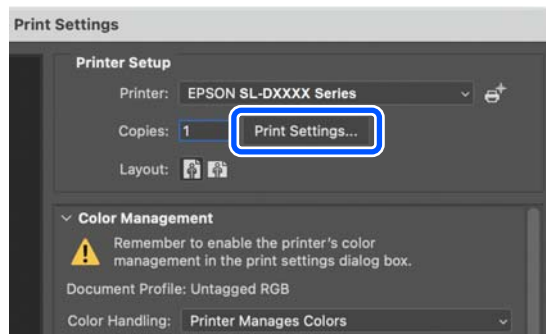 Print Settings
Printer Setup
Printer: EPSON SL-DXXXX Series
Copies: 1 Print Settings...
Layout:
Color Management
Remember to enable the printer's color
management in the print settings dialog box.
Document Profile: Untagged RGB
Color Handling: Printer Manages Colors